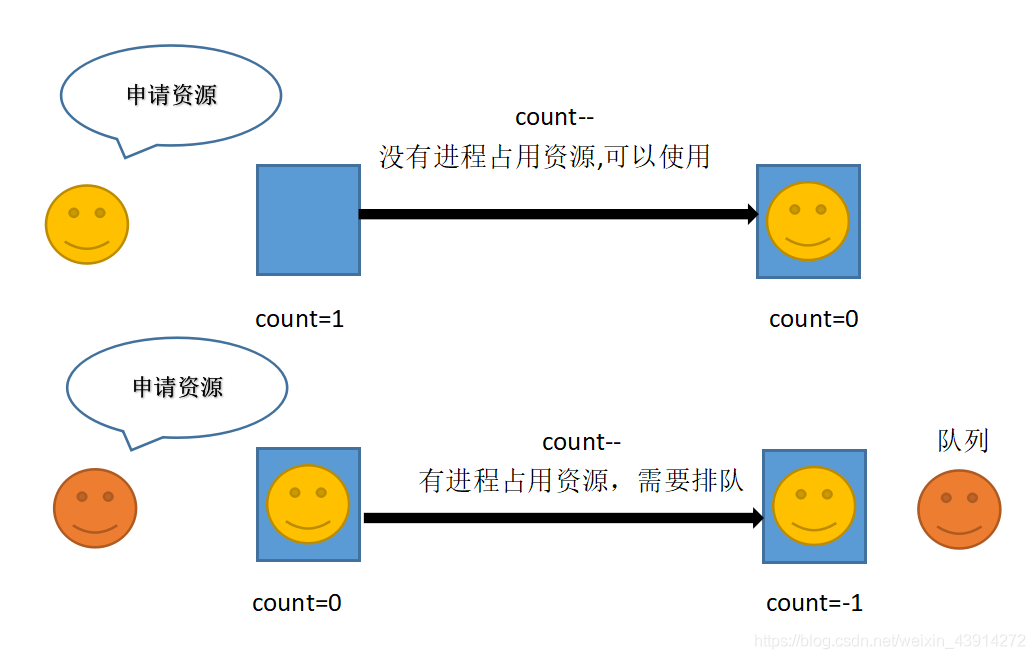 申请资源
count--
没有进程占用资源,可以使用
count=1
count=0
申请资源
count--
有进程占用资源，需要排队
队列
count=0
count=-1
https://blog.csdn.net/weixin_43914272